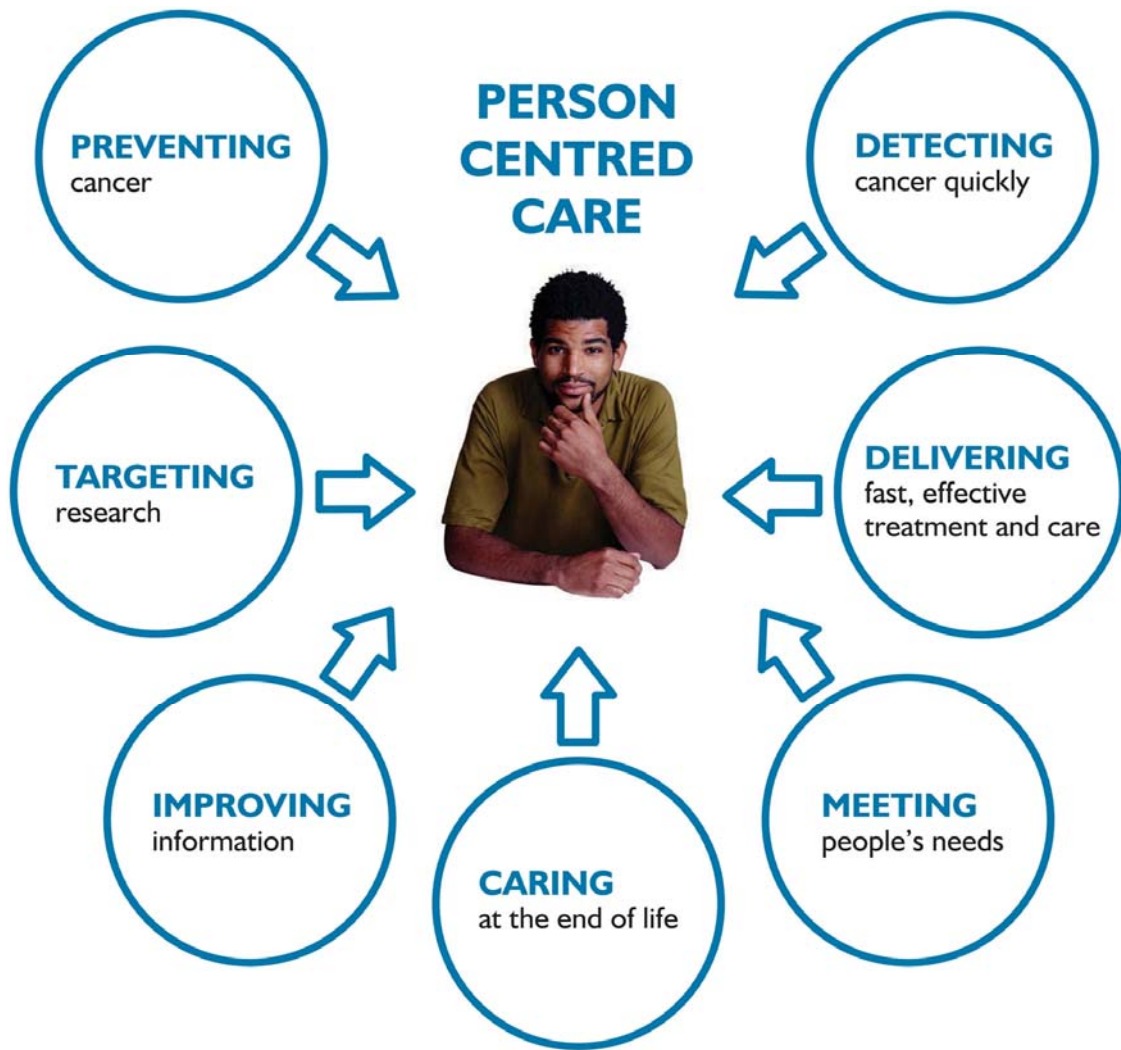 PERSON
CENTRED
CARE
PREVENTING
cancer
DETECTING
cancer quickly
TARGETING
research
DELIVERING
fast, effective
treatment and care
IMPROVING
information
CARING
at the end of life
MEETING
people's needs